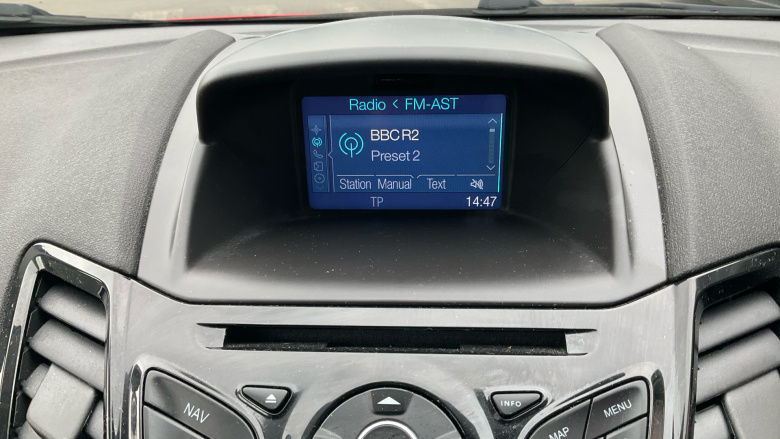 Radio < FM-AST
BBC R2
Preset 2
Station Manual Text
TP 14:47
NAV
INFO
MAP
MENU